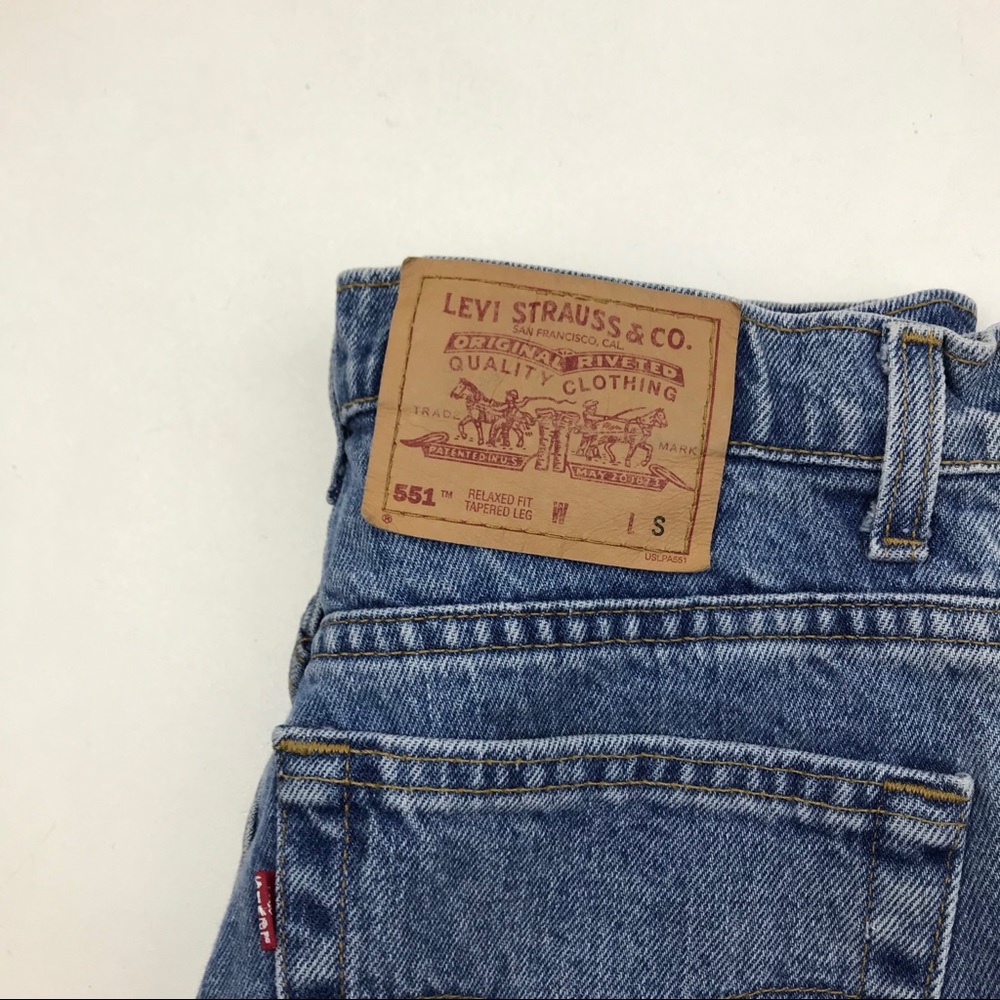 LEVI STRAUSS & CO.
SAN FRANCISCO, CAL.
ORIGINAL RIVETED
QUALITY CLOTHING
TRADE MARK
PATENTED IN U.S. MAY 20 1873
551™ RELAXED FIT TAPERED LEG W L S
®
USLPA551